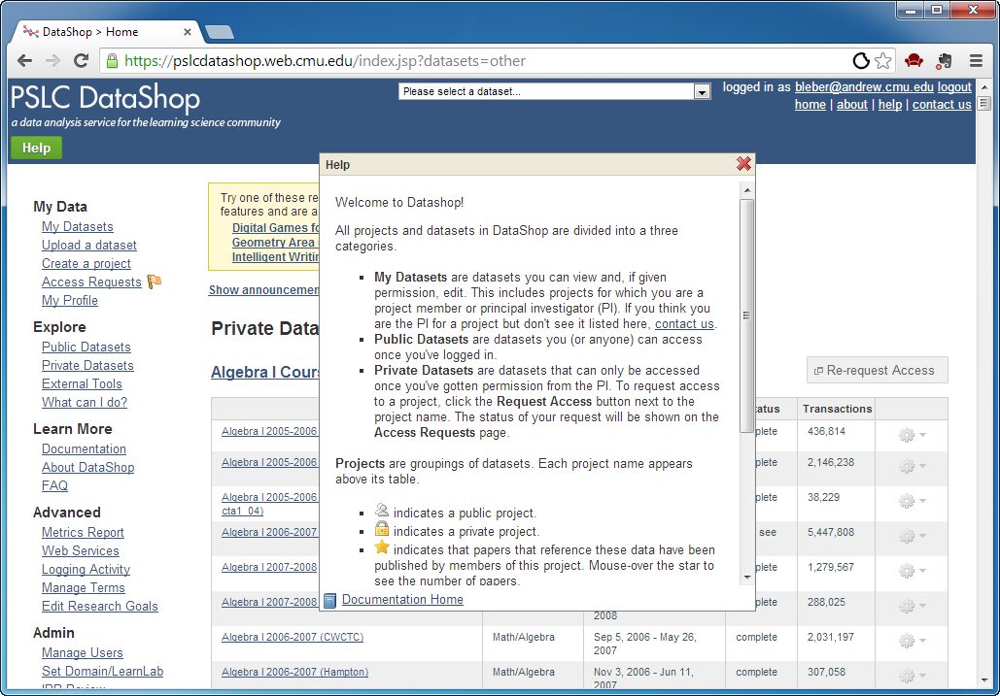 DataShop > Home
https://pslcdatashop.web.cmu.edu/index.jsp?datasets=other
PSLC DataShop
a data analysis service for the learning science community
Please select a dataset...
logged in as bleber@andrew.cmu.edu logout
home | about | help | contact us
Help
My Data
My Datasets
Upload a dataset
Create a project
Access Requests
My Profile
Explore
Public Datasets
Private Datasets
External Tools
What can I do?
Learn More
Documentation
About DataShop
FAQ
Advanced
Metrics Report
Web Services
Logging Activity
Manage Terms
Edit Research Goals
Admin
Manage Users
Set Domain/LearnLab
IRB Review
Try one of these re
features and are a
Digital Games fo
Geometry Area
Intelligent Writin
Show announcemen
Private Data
Algebra I Cours
Re-request Access
Help
Welcome to Datashop!
All projects and datasets in DataShop are divided into a three
categories.
My Datasets are datasets you can view and, if given
permission, edit. This includes projects for which you are a
project member or principal investigator (PI). If you think you
are the PI for a project but don't see it listed here, contact us.
Public Datasets are datasets you (or anyone) can access
once you've logged in.
Private Datasets are datasets that can only be accessed
once you've gotten permission from the PI. To request access
to a project, click the Request Access button next to the
project name. The status of your request will be shown on the
Access Requests page.
Projects are groupings of datasets. Each project name appears
above its table.
indicates a public project.
indicates a private project.
indicates that papers that reference these data have been
published by members of this project. Mouse-over the star to
see the number of papers.
Documentation Home
atus Transactions
Algebra I 2005-2006 plete 436,814
Algebra I 2005-2006 plete 2,146,238
Algebra I 2005-2006 plete 38,229
cta1_04)
Algebra I 2006-2007 see 5,447,808
Algebra I 2007-2008 plete 1,279,567
Algebra I 2007-2008 plete 288,025
2008
Algebra I 2006-2007 (CWCTC) Math/Algebra Sep 5, 2006 - May 26, complete 2,031,197
2007
Algebra I 2006-2007 (Hampton) Math/Algebra Nov 3, 2006 - Jun 11, complete 307,058
2007